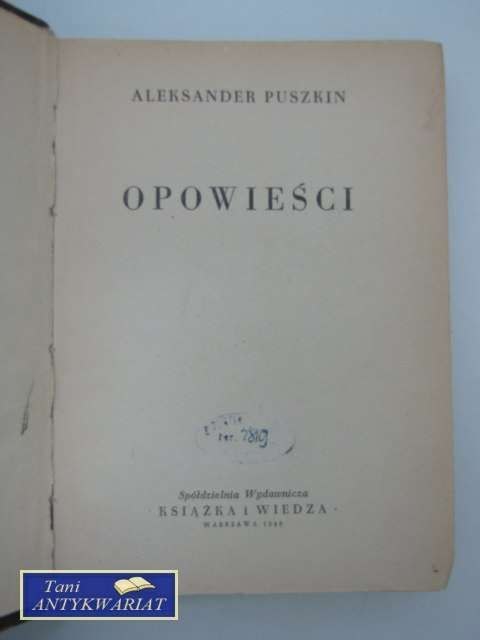 ALEKSANDER PUSZKIN
OPOWIEŚCI
Spółdzielnia Wydawnicza
· KSIĄŻKA i WIEDZA ·
WARSZAWA
Tani
ANTYKWARIAT